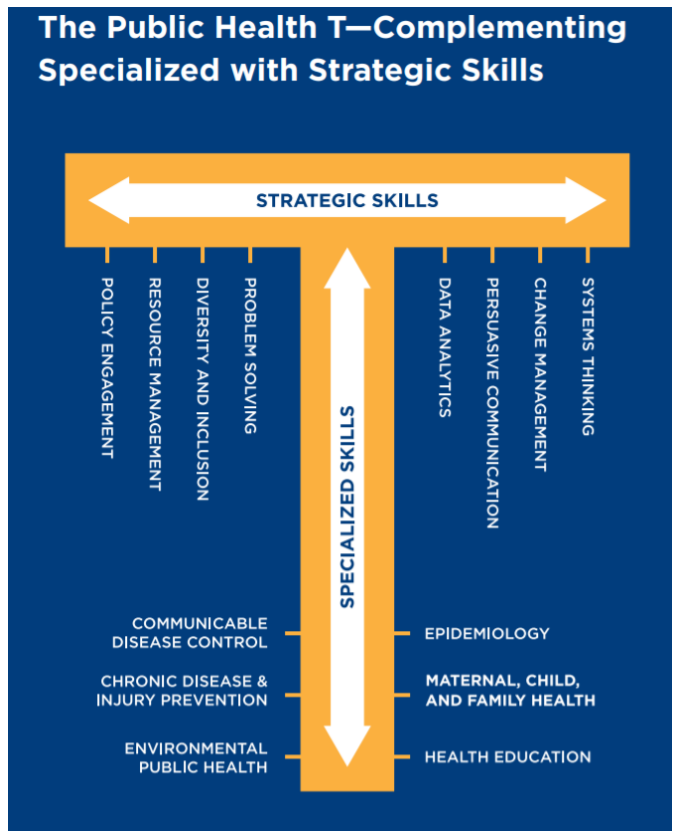 The Public Health T—Complementing
Specialized with Strategic Skills
STRATEGIC SKILLS
POLICY ENGAGEMENT
RESOURCE MANAGEMENT
DIVERSITY AND INCLUSION
PROBLEM SOLVING
DATA ANALYTICS
PERSUASIVE COMMUNICATION
CHANGE MANAGEMENT
SYSTEMS THINKING
SPECIALIZED SKILLS
COMMUNICABLE
DISEASE CONTROL
CHRONIC DISEASE &
INJURY PREVENTION
ENVIRONMENTAL
PUBLIC HEALTH
EPIDEMIOLOGY
MATERNAL, CHILD,
AND FAMILY HEALTH
HEALTH EDUCATION